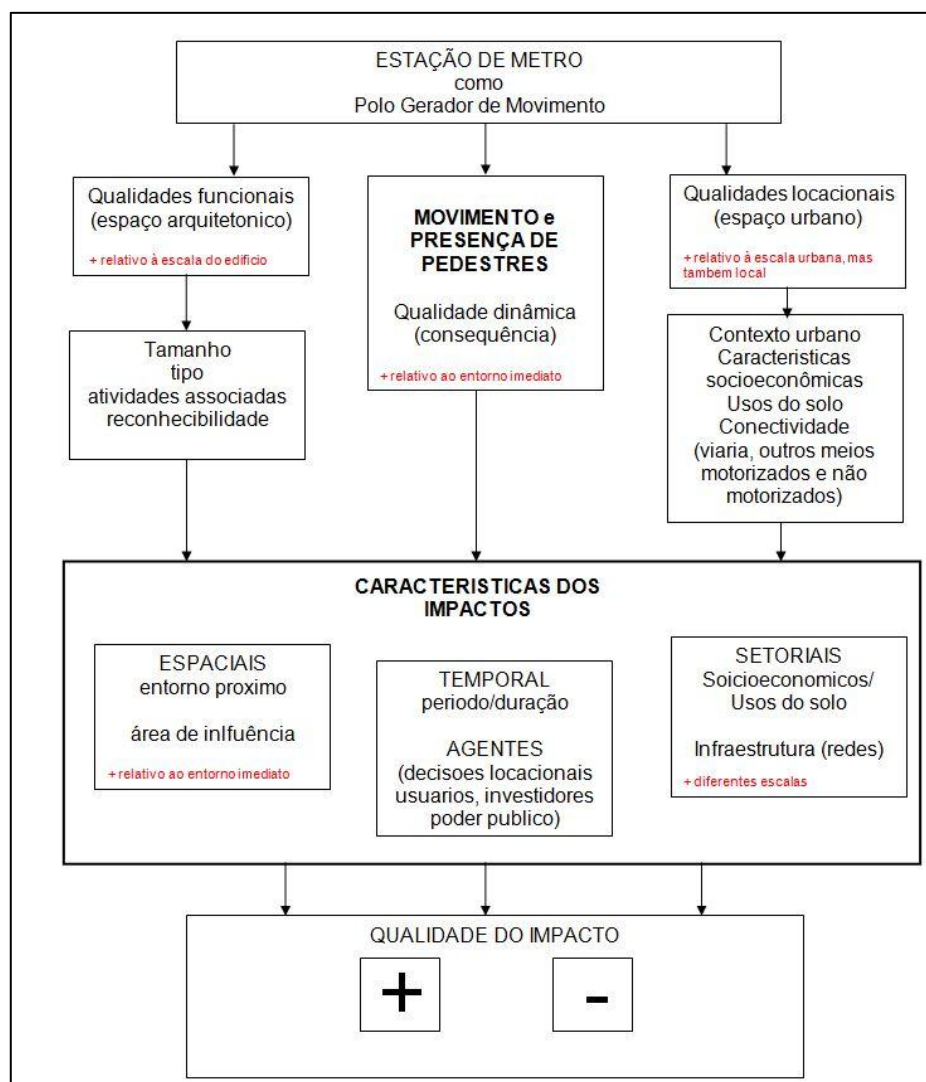 ESTAÇÃO DE METRO
como
Polo Gerador de Movimento
Qualidades funcionais
(espaço arquitetonico)
+ relativo à escala do edificio
MOVIMENTO e
PRESENÇA DE
PEDESTRES
Qualidade dinâmica
(consequência)
+ relativo ao entorno imediato
Qualidades locacionais
(espaço urbano)
+ relativo à escala urbana, mas
tambem local
Tamanho
tipo
atividades associadas
reconhecibilidade
Contexto urbano
Caracteristicas
socioeconômicas
Usos do solo
Conectividade
(viaria, outros meios
motorizados e não
motorizados)
CARACTERISTICAS DOS
IMPACTOS
ESPACIAIS
entorno proximo
área de inlfuência
+ relativo ao entorno imediato
TEMPORAL
periodo/duração
AGENTES
(decisoes locacionais
usuarios, investidores
poder publico)
SETORIAIS
Soicioeconomicos/
Usos do solo
Infraestrutura (redes)
+ diferentes escalas
QUALIDADE DO IMPACTO
+
-